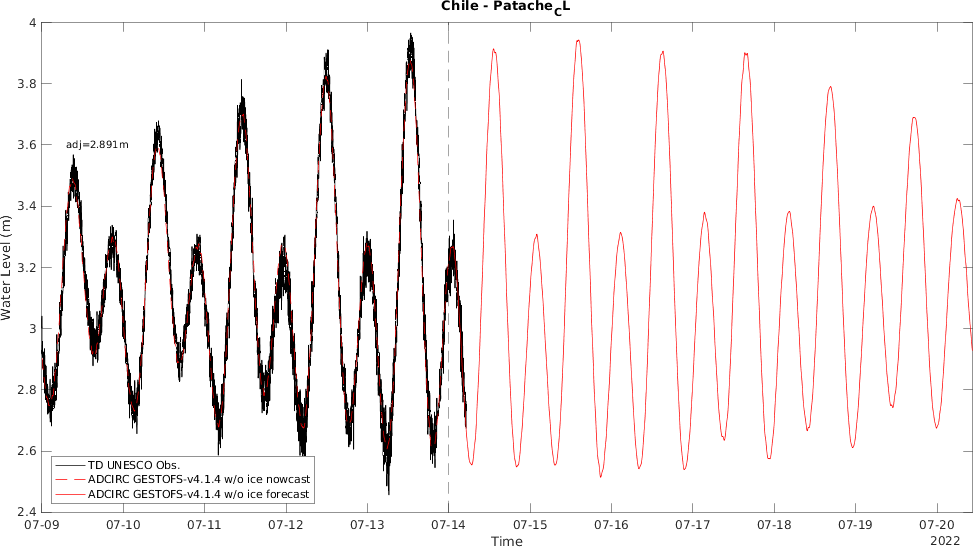 Chile - Patache_CL
4
3.8
3.6
3.4
3.2
3
2.8
2.6
2.4
Water Level (m)
adj=2.891m
TD UNESCO Obs.
ADCIRC GESTOFS-v4.1.4 w/o ice nowcast
ADCIRC GESTOFS-v4.1.4 w/o ice forecast
07-09 07-10 07-11 07-12 07-13 07-14 07-15 07-16 07-17 07-18 07-19 07-20
Time
2022